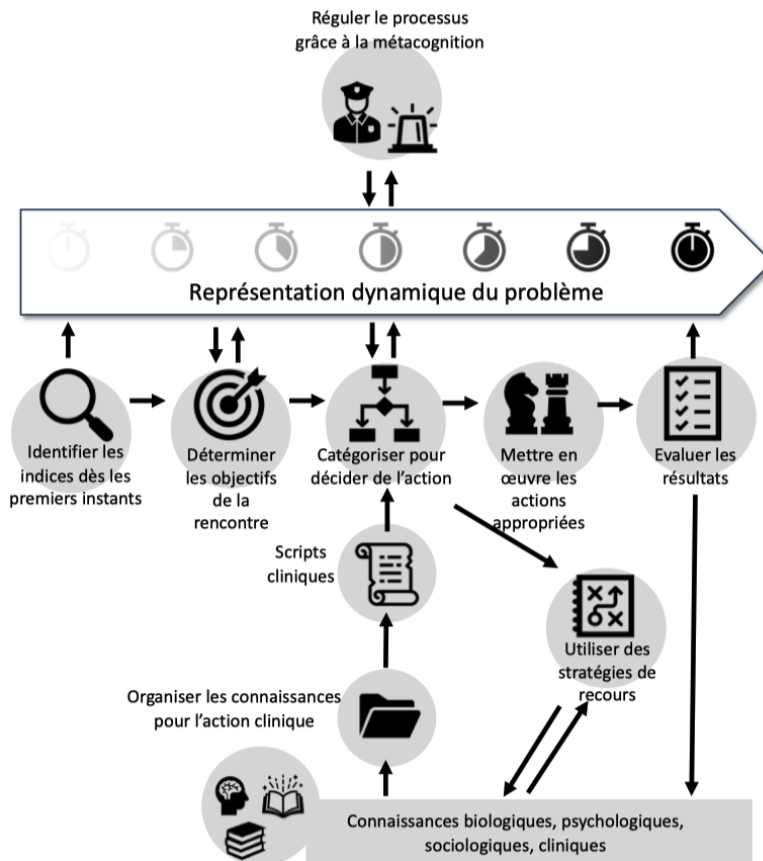 Réguler le processus
grâce à la métacognition
Représentation dynamique du problème
Identifier les
indices dès les
premiers instants
Déterminer
les objectifs
de la
rencontre
Catégoriser pour
décider de l'action
Mettre en
œuvre les
actions
appropriées
Evaluer les
résultats
Scripts
cliniques
Utiliser des
stratégies de
recours
Organiser les connaissances
pour l'action clinique
Connaissances biologiques, psychologiques,
sociologiques, cliniques